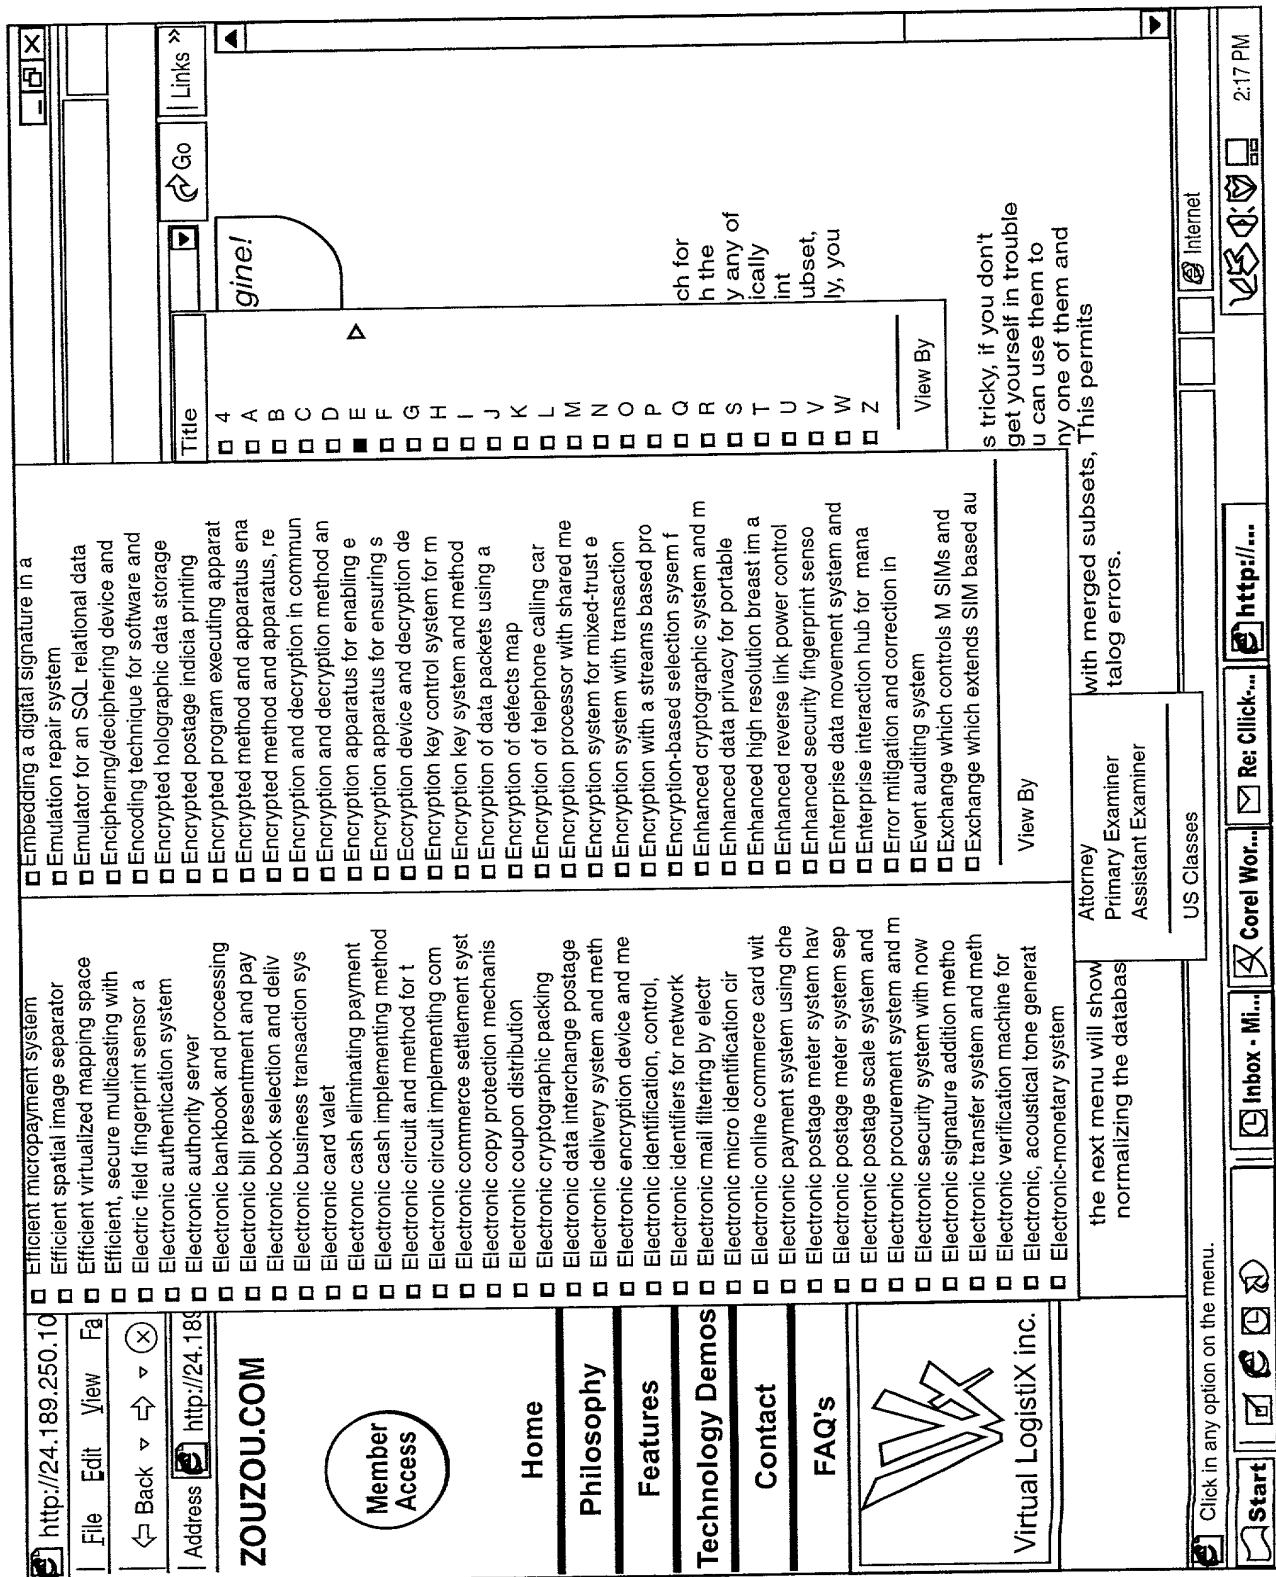 http://24.189.250.10
File Edit View Fa
Back
Address http://24.189
Go
Links »
ZOUZOU.COM
Member
Access
Home
Philosophy
Features
Technology Demos
Contact
FAQ's
Virtual LogistiX inc.
Efficient micropayment system
Efficient spatial image separator
Efficient virtualized mapping space
Efficient, secure multicasting with
Electric field fingerprint sensor a
Electronic authentication system
Electronic authority server
Electronic bankbook and processing
Electronic bill presentment and pay
Electronic book selection and deliv
Electronic business transaction sys
Electronic card valet
Electronic cash eliminating payment
Electronic cash implementing method
Electronic circuit and method for t
Electronic circuit implementing com
Electronic commerce settlement syst
Electronic copy protection mechanis
Electronic coupon distribution
Electronic cryptographic packing
Electronic data interchange postage
Electronic delivery system and meth
Electronic encryption device and me
Electronic identification, control,
Electronic identifiers for network
Electronic mail filtering by electr
Electronic micro identification cir
Electronic online commerce card wit
Electronic payment system using che
Electronic postage meter system hav
Electronic postage meter system sep
Electronic postage scale system and
Electronic procurement system and m
Electronic security system with now
Electronic signature addition metho
Electronic transfer system and meth
Electronic verification machine for
Electronic, acoustical tone generat
Electronic-monetary system
Embedding a digital signature in a
Emulation repair system
Emulator for an SQL relational data
Enciphering/deciphering device and
Encoding technique for software and
Encrypted holographic data storage
Encrypted postage indicia printing
Encrypted program executing apparat
Encrypted method and apparatus ena
Encrypted method and apparatus, re
Encryption and decryption in commun
Encryption and decryption method an
Encryption apparatus for enabling e
Encryption apparatus for ensuring s
Eccryption device and decryption de
Encryption key control system for m
Encryption key system and method
Encryption of data packets using a
Encryption of defects map
Encryption of telephone calling car
Encryption processor with shared me
Encryption system for mixed-trust e
Encryption system with transaction
Encryption with a streams based pro
Encryption-based selection sysem f
Enhanced cryptographic system and m
Enhanced data privacy for portable
Enhanced high resolution breast im a
Enhanced reverse link power control
Enhanced security fingerprint senso
Enterprise data movement system and
Enterprise interaction hub for mana
Error mitigation and correction in
Event auditing system
Exchange which controls M SIMs and
Exchange which extends SIM based au
View By
Title
4
A
B
C
D
E
F
G
H
I
J
K
L
M
N
O
P
Q
R
S
T
U
V
W
Z
View By
gine!
ch for
h the
y any of
ically
int
ubset,
ly, you
s tricky, if you don't
get yourself in trouble
u can use them to
ny one of them and
the next menu will show with merged subsets, This permits
normalizing the databas talog errors.
Attorney
Primary Examiner
Assistant Examiner
US Classes
Click in any option on the menu.
Internet
Start
Inbox - Mi...
Corel Wor...
Re: Click-...
http://...
2:17 PM